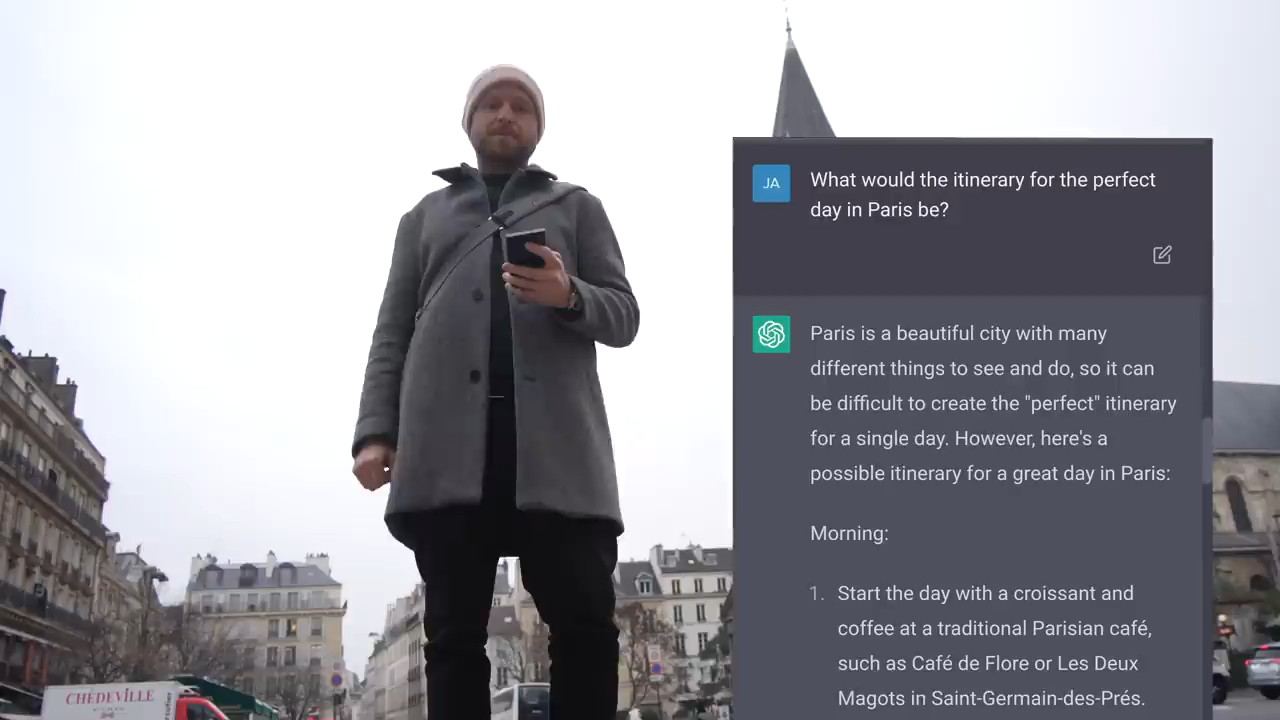 JA
What would the itinerary for the perfect
day in Paris be?
Paris is a beautiful city with many
different things to see and do, so it can
be difficult to create the "perfect" itinerary
for a single day. However, here's a
possible itinerary for a great day in Paris:
Morning:
1. Start the day with a croissant and
coffee at a traditional Parisian café,
such as Café de Flore or Les Deux
Magots in Saint-Germain-des-Prés.
CHEDEVILLE